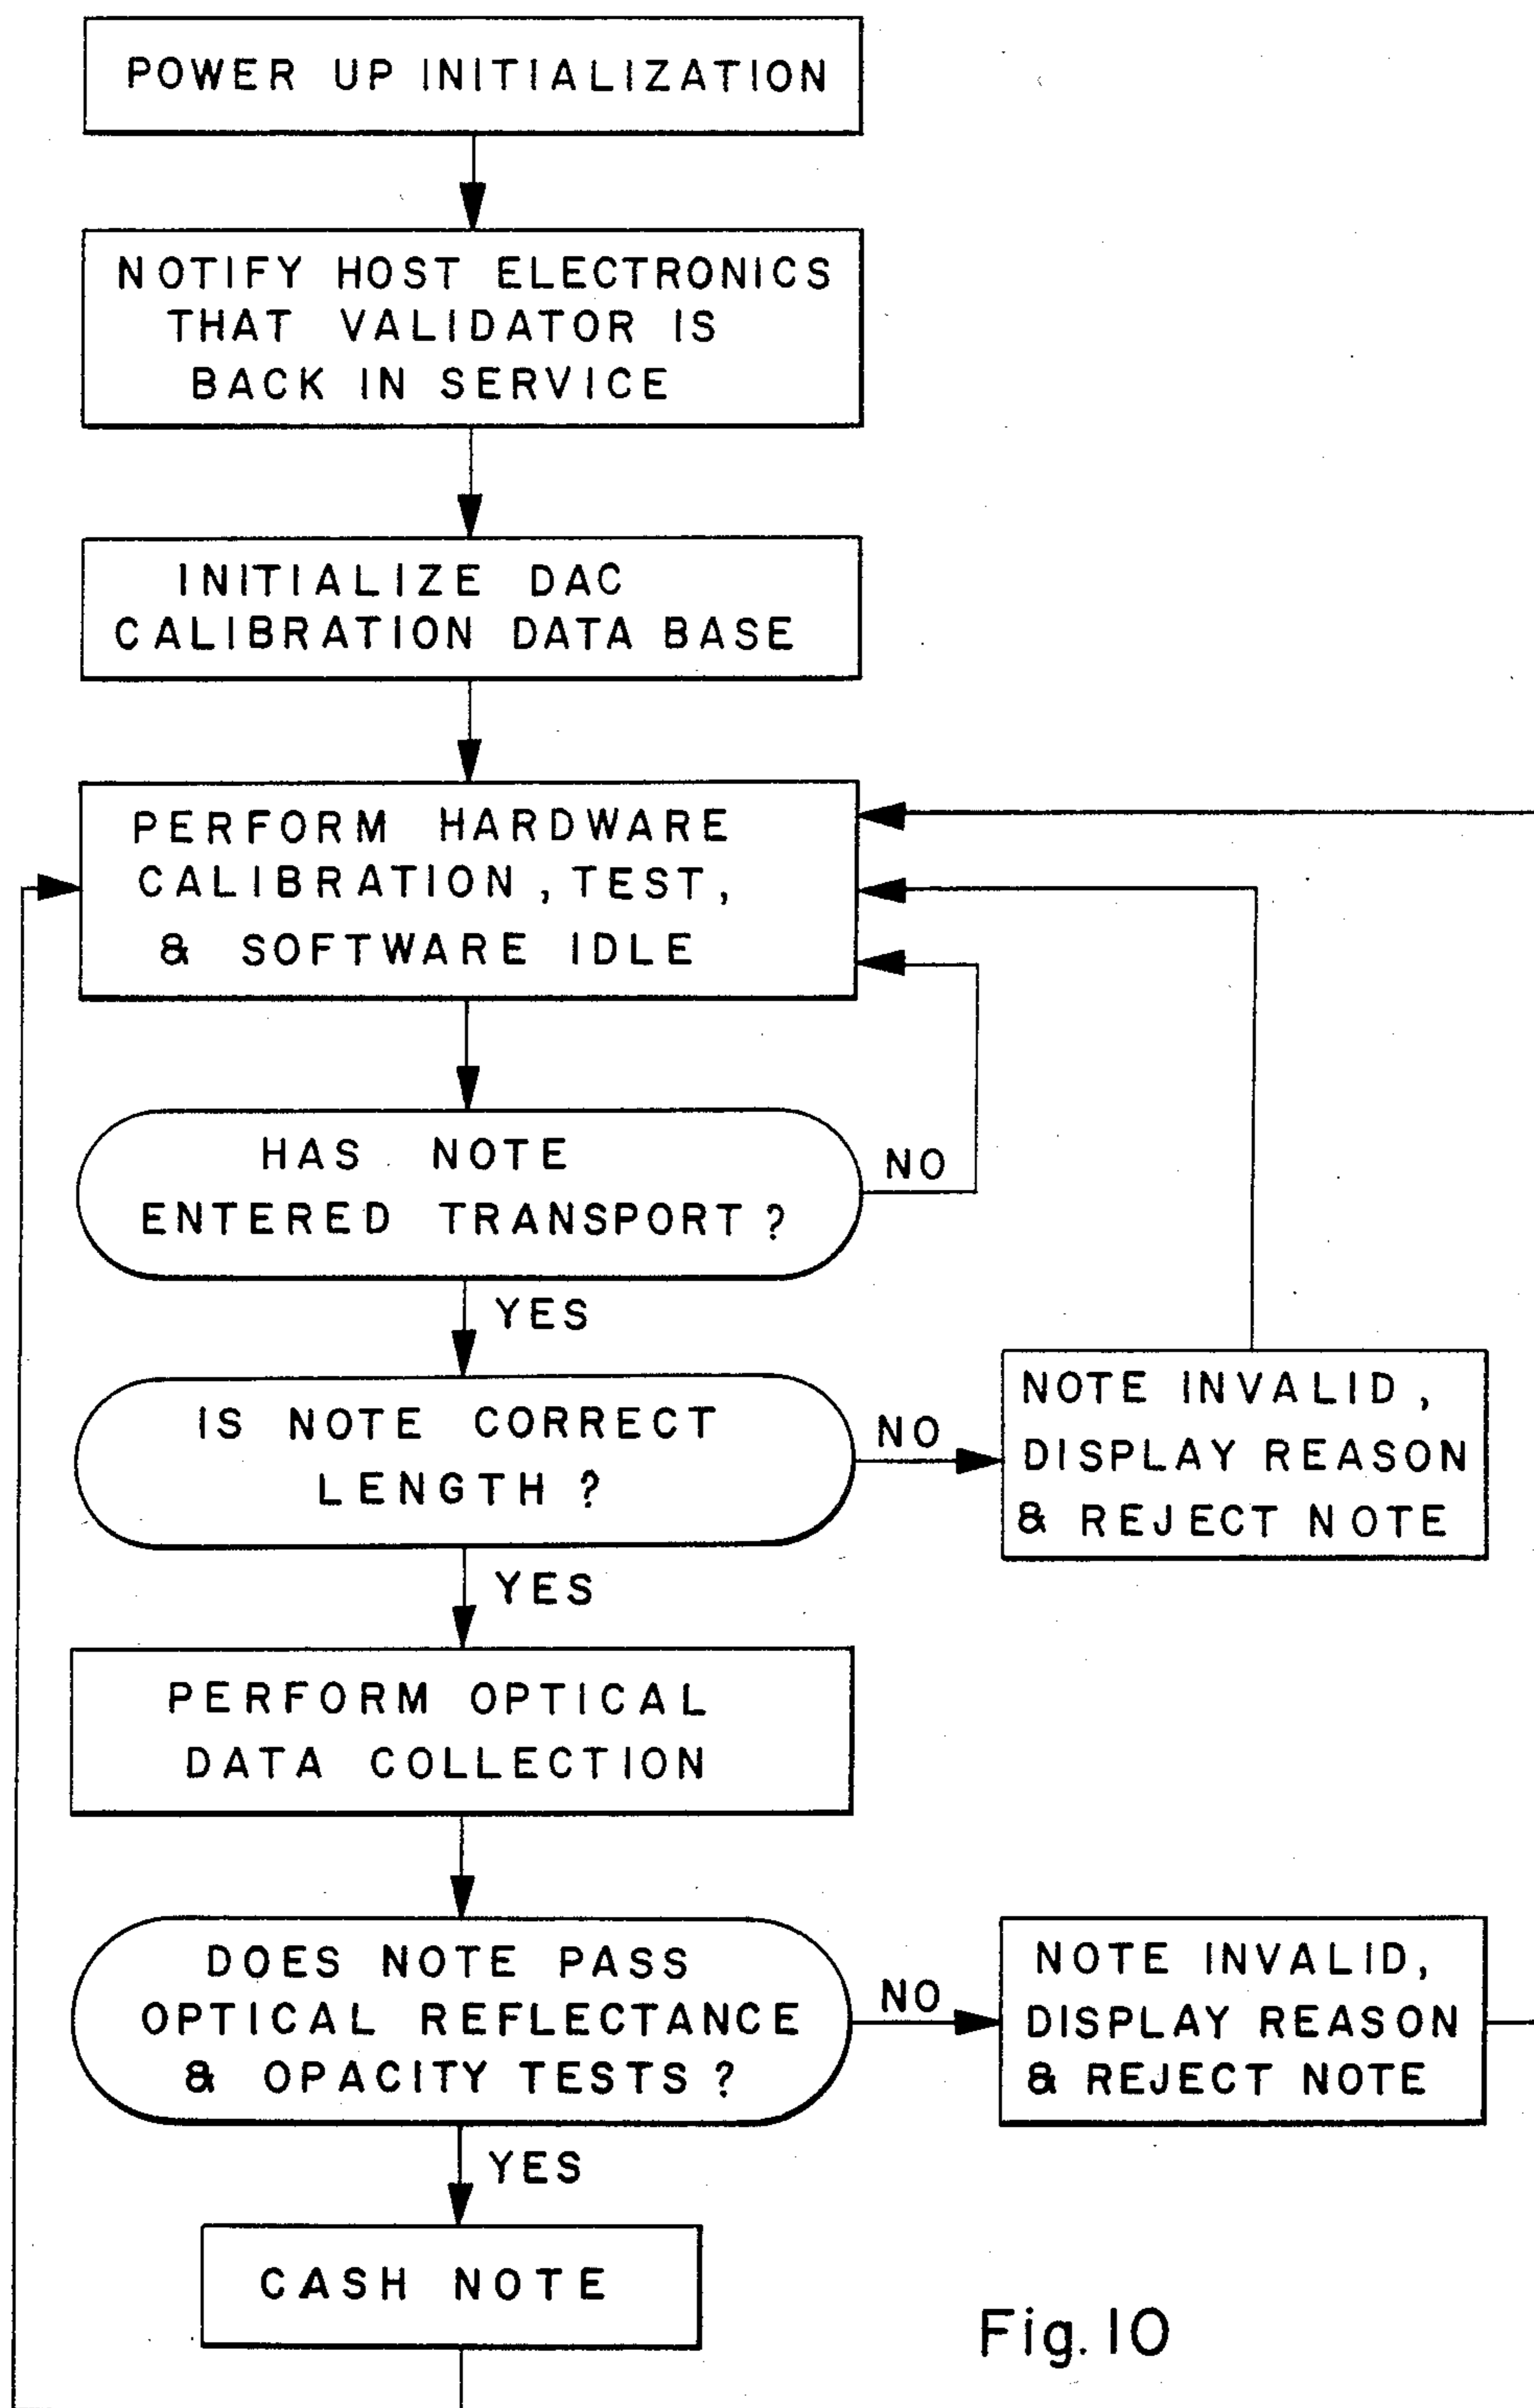 POWER UP INITIALIZATION
NOTIFY HOST ELECTRONICS
THAT VALIDATOR IS
BACK IN SERVICE
INITIALIZE DAC
CALIBRATION DATA BASE
PERFORM HARDWARE
CALIBRATION, TEST,
& SOFTWARE IDLE
HAS NOTE
ENTERED TRANSPORT?
NO
YES
IS NOTE CORRECT
LENGTH?
NO
NOTE INVALID,
DISPLAY REASON
& REJECT NOTE
YES
PERFORM OPTICAL
DATA COLLECTION
DOES NOTE PASS
OPTICAL REFLECTANCE
& OPACITY TESTS?
NO
NOTE INVALID,
DISPLAY REASON
& REJECT NOTE
YES
CASH NOTE
Fig. 10